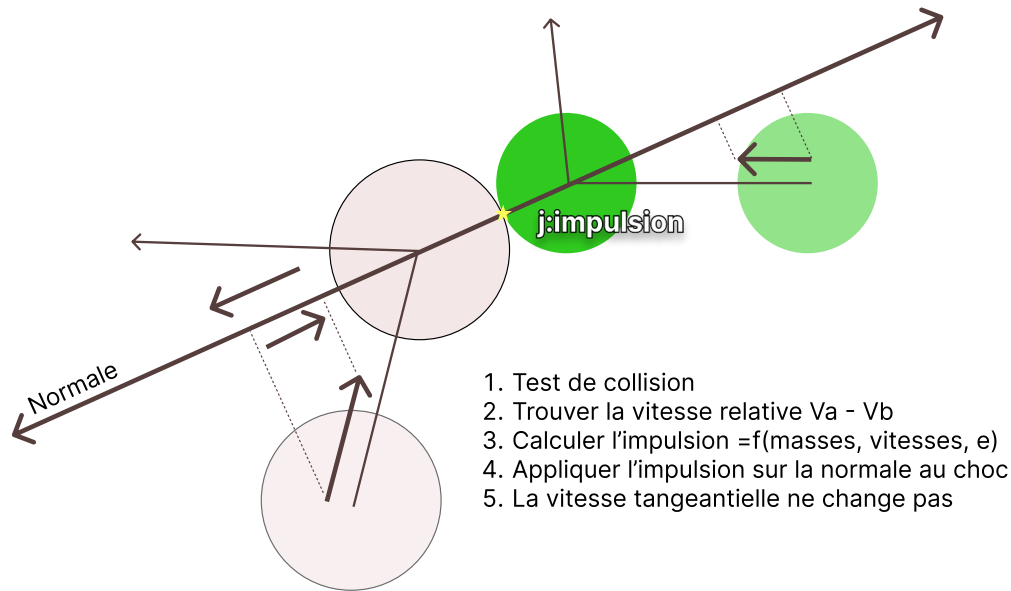 j:impulsion
Normale
1. Test de collision
2. Trouver la vitesse relative Va - Vb
3. Calculer l’impulsion =f(masses, vitesses, e)
4. Appliquer l’impulsion sur la normale au choc
5. La vitesse tangeantielle ne change pas